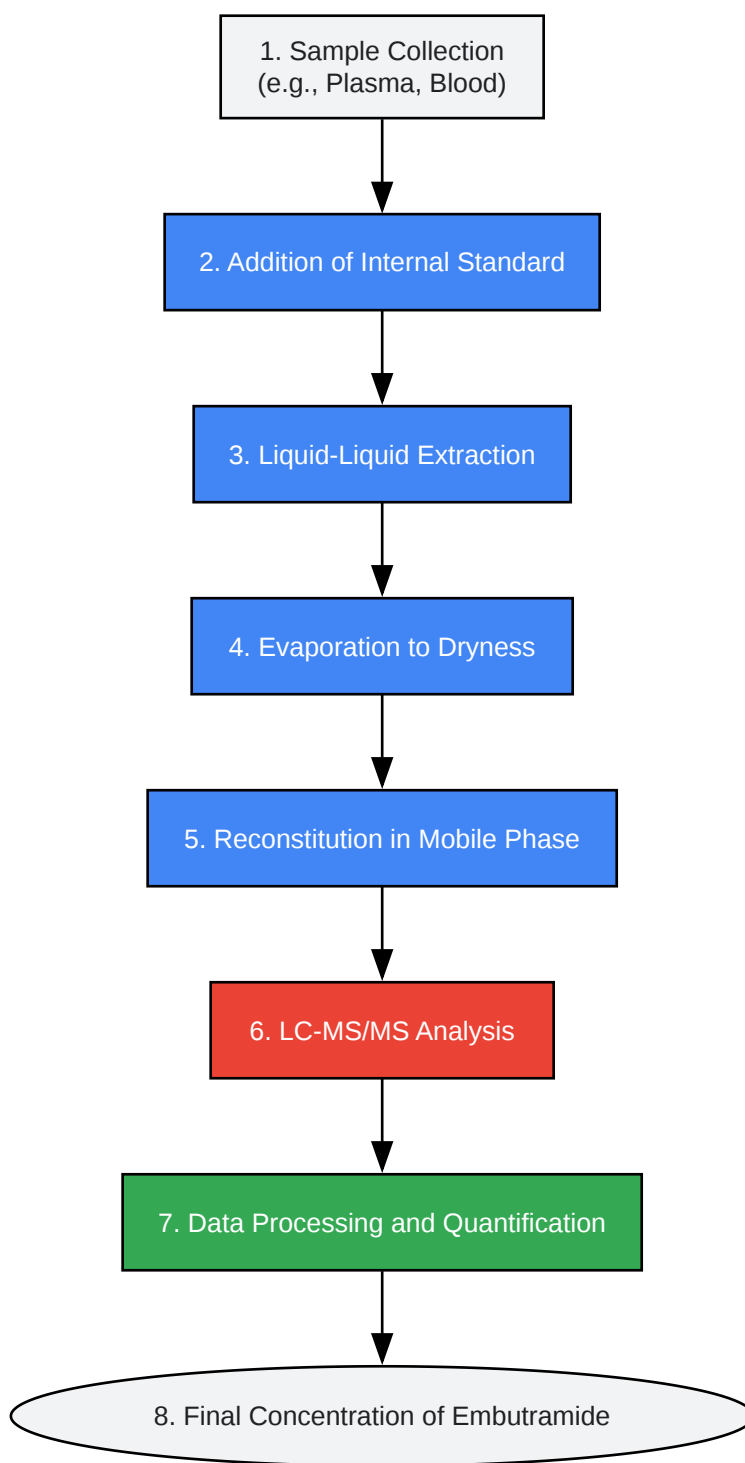 1. Sample Collection
(e.g., Plasma, Blood)
2. Addition of Internal Standard
3. Liquid-Liquid Extraction
4. Evaporation to Dryness
5. Reconstitution in Mobile Phase
6. LC-MS/MS Analysis
7. Data Processing and Quantification
8. Final Concentration of Embutramide